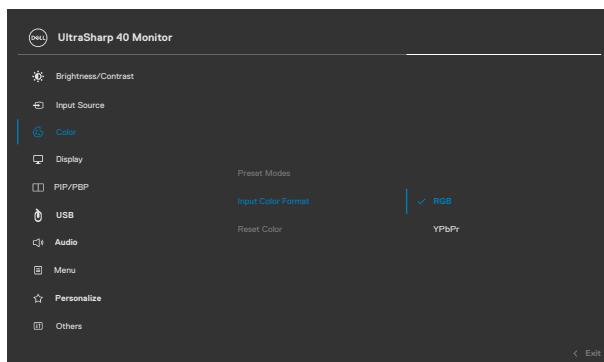 DELL UltraSharp 40 Monitor
Brightness/Contrast
Input Source
Color
Display
Preset Modes
PIP/PBP
Input Color Format ✓ RGB
USB
Reset Color YPbPr
Audio
Menu
Personalize
Others
< Exit